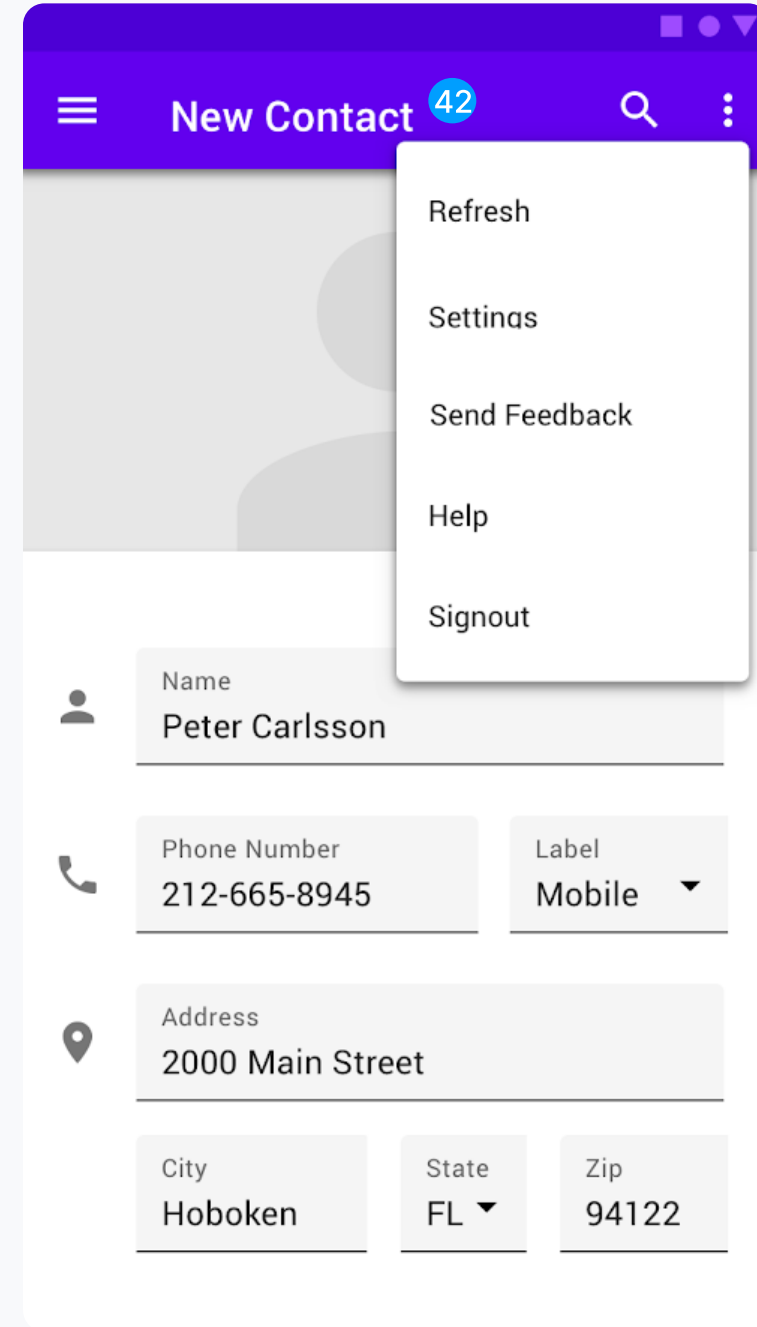 New Contact 42
Refresh
Settings
Send Feedback
Help
Signout
Name
Peter Carlsson
Phone Number
212-665-8945
Label
Mobile
Address
2000 Main Street
City
Hoboken
State
FL
Zip
94122